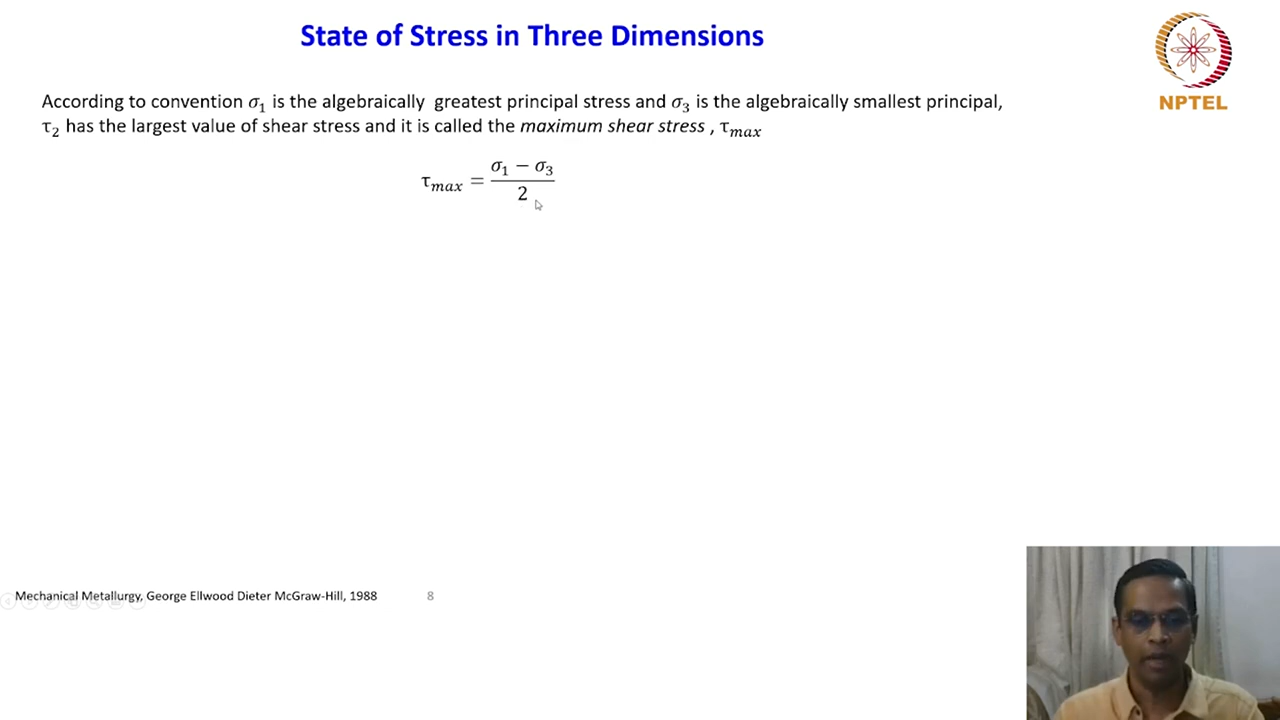 State of Stress in Three Dimensions
NPTEL
According to convention σ₁ is the algebraically greatest principal stress and σ₃ is the algebraically smallest principal,
τ₂ has the largest value of shear stress and it is called the maximum shear stress , τₘₐₓ
τₘₐₓ = (σ₁ − σ₃) / 2
Mechanical Metallurgy, George Ellwood Dieter McGraw-Hill, 1988 8